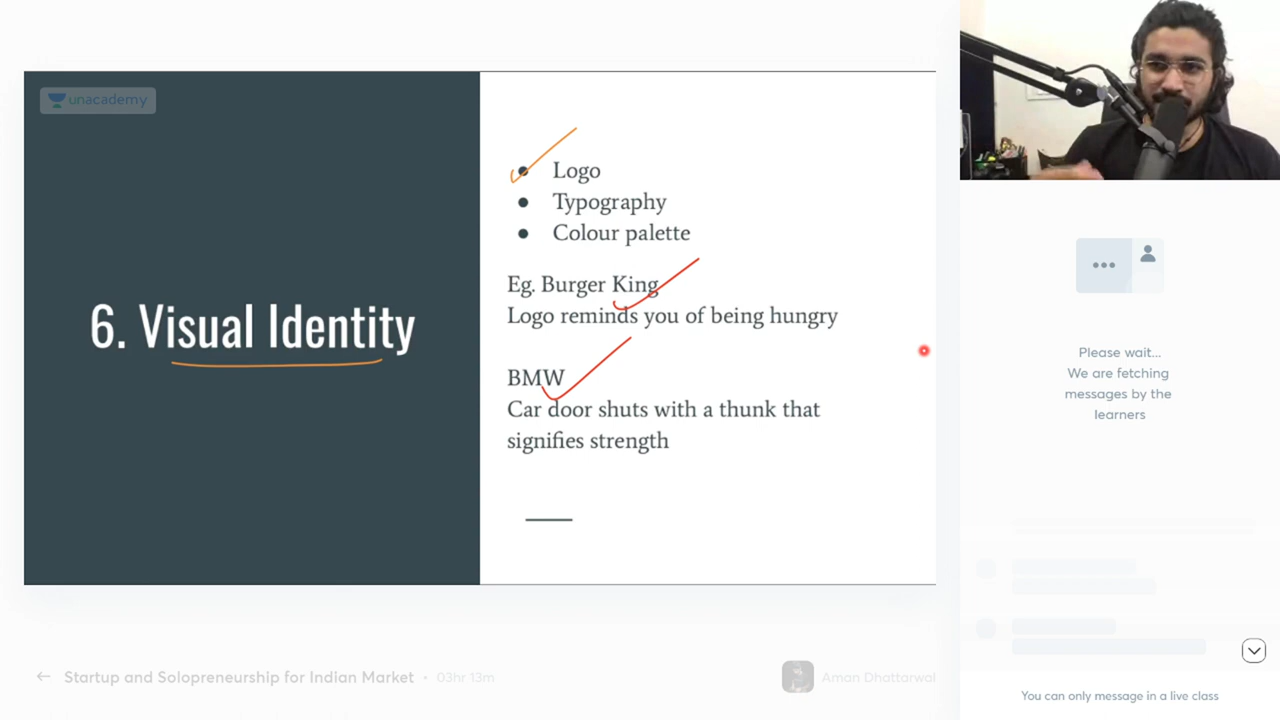 unacademy
6. Visual Identity
● Logo
● Typography
● Colour palette
Eg. Burger King
Logo reminds you of being hungry
BMW
Car door shuts with a thunk that
signifies strength
Please wait...
We are fetching
messages by the
learners
Startup and Solopreneurship for Indian Market • 03hr 13m
Aman Dhattarwal
You can only message in a live class